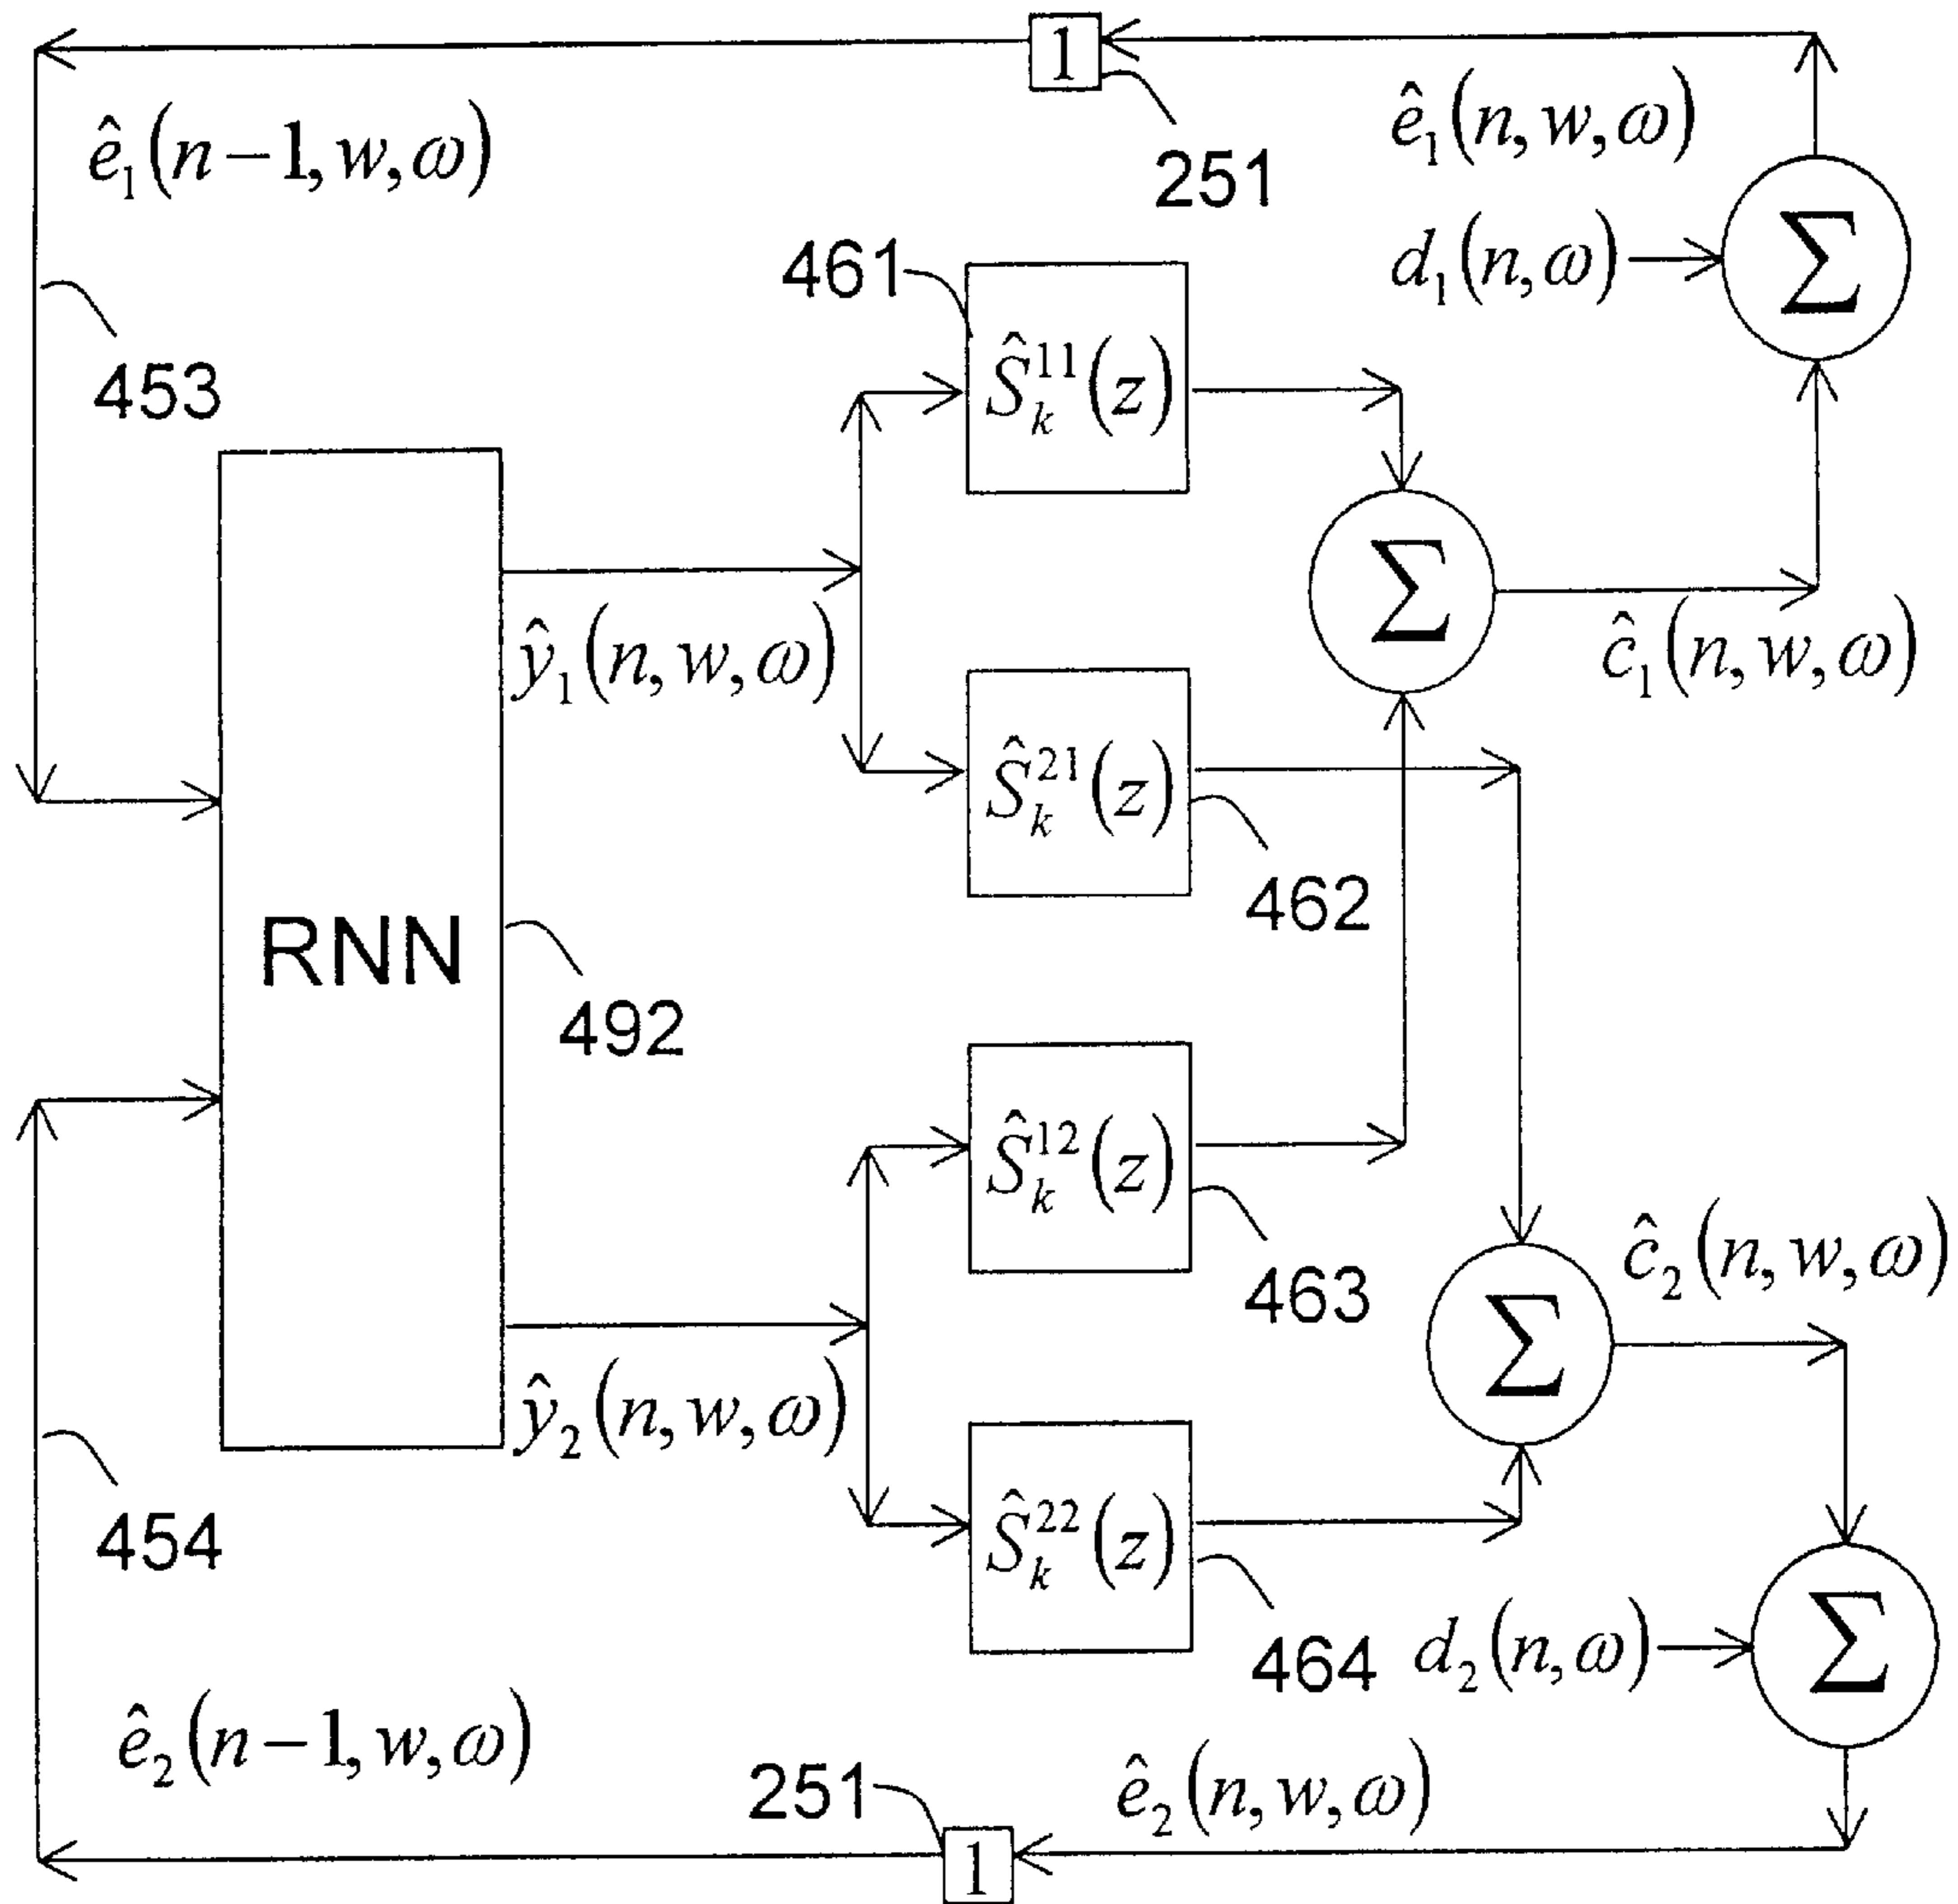 1
ê₁(n−1, w, ω)
ê₁(n, w, ω)
251
d₁(n, ω)
Σ
461
Ŝₖ¹¹(z)
453
Σ
ŷ₁(n, w, ω)
ĉ₁(n, w, ω)
Ŝₖ²¹(z)
462
RNN
492
Ŝₖ¹²(z)
463
ĉ₂(n, w, ω)
Σ
ŷ₂(n, w, ω)
454
Ŝₖ²²(z)
464
d₂(n, ω)
Σ
ê₂(n−1, w, ω)
251
ê₂(n, w, ω)
1